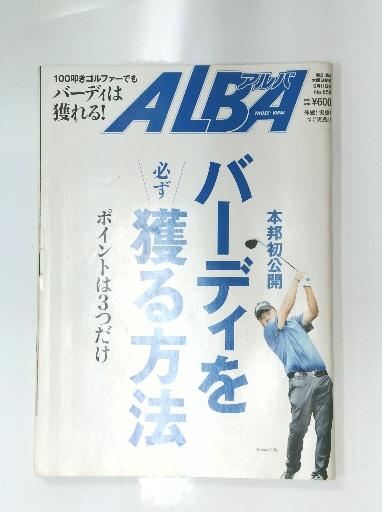 100叩きゴルファーでも
バーディは
獲れる!
ALBA
アルバ
TROSS-VIEW
¥600
本邦初公開
バーディを
必ず
獲る方法
ポイントは3つだけ